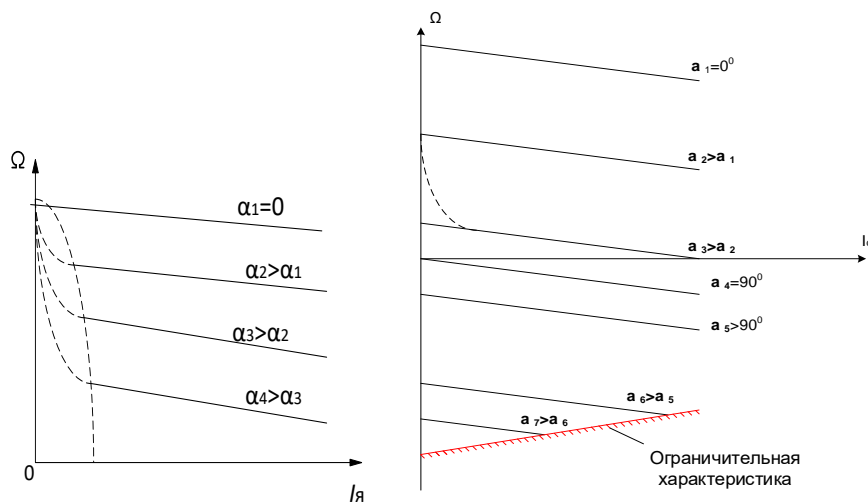 Ω
α1=0
α2>α1
α3>α2
α4>α3
0
Iя
Ω
a 1=0⁰
a 2>a 1
a 3>a 2
a 4=90⁰
a 5>90⁰
a 6>a 5
a 7>a 6
Ограничительная
характеристика